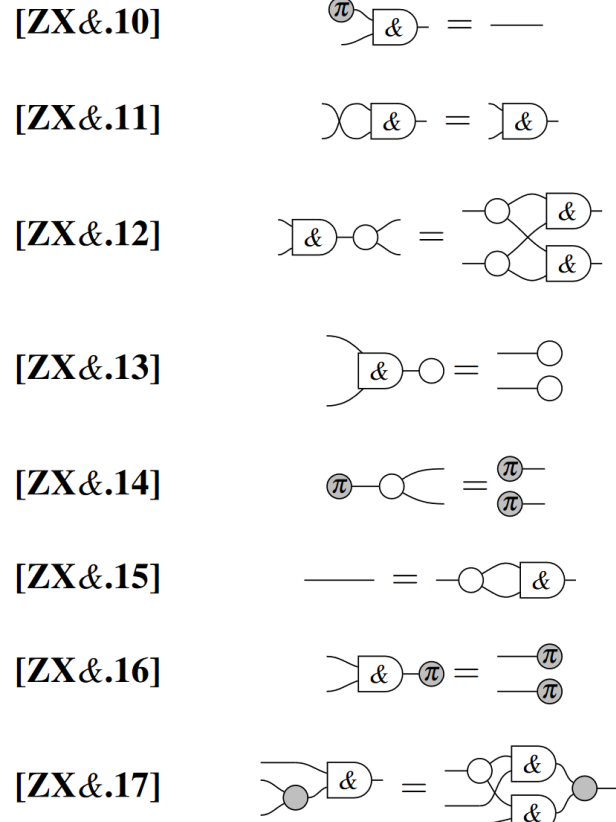 [ZX&.10] π & =
[ZX&.11] & = &
[ZX&.12] & = & &
[ZX&.13] & =
[ZX&.14] π = π π
[ZX&.15] = &
[ZX&.16] & π = π π
[ZX&.17] & = & &